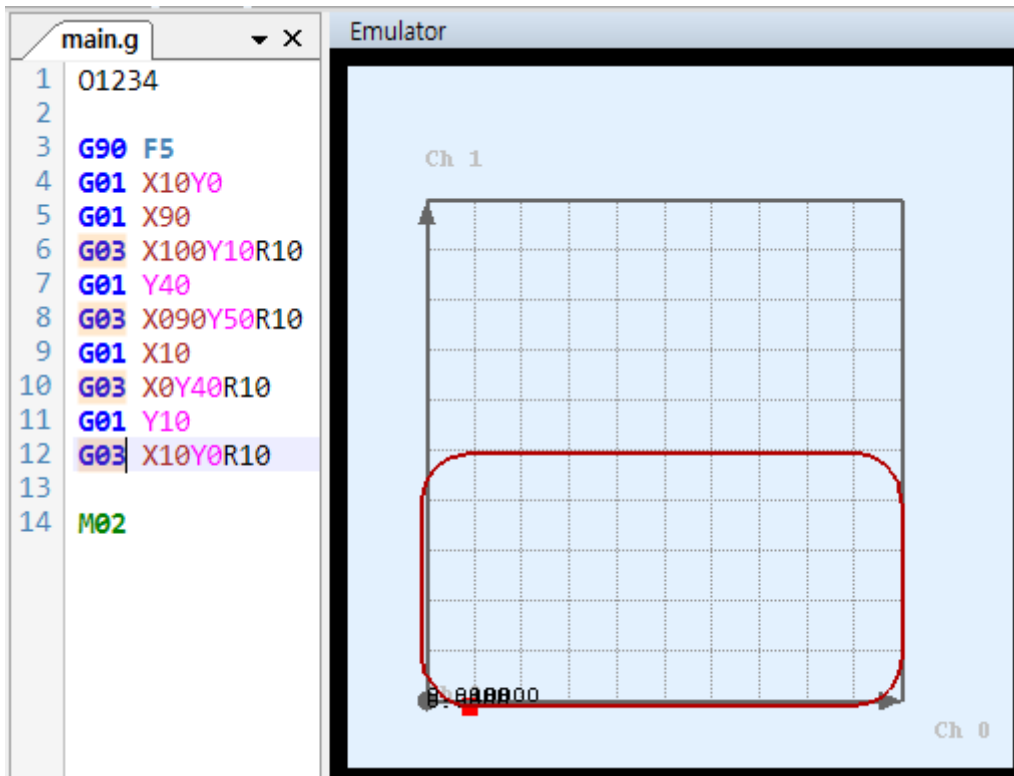 main.g
Emulator
1 O1234
2
3 G90 F5
4 G01 X10Y0
5 G01 X90
6 G03 X100Y10R10
7 G01 Y40
8 G03 X090Y50R10
9 G01 X10
10 G03 X0Y40R10
11 G01 Y10
12 G03 X10Y0R10
13
14 M02
Ch 1
Ch 0